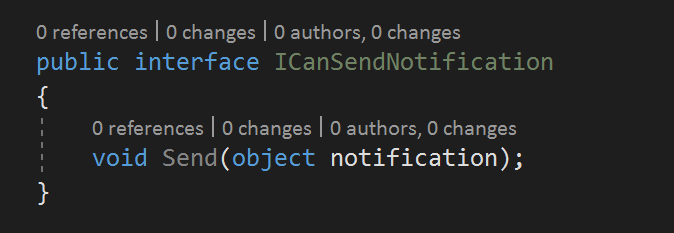 0 references | 0 changes | 0 authors, 0 changes
public interface ICanSendNotification
{
0 references | 0 changes | 0 authors, 0 changes
void Send(object notification);
}